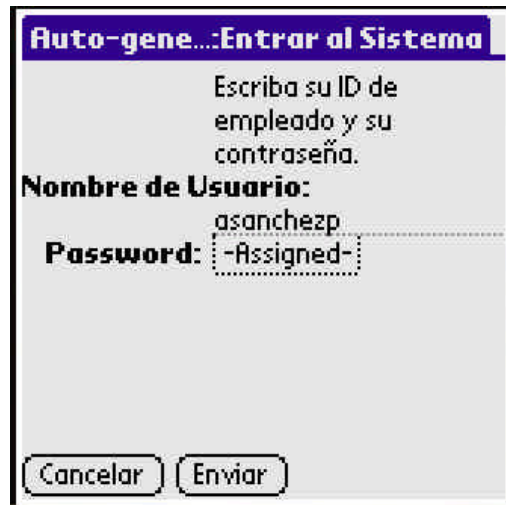 Auto-gene...:Entrar al Sistema
Escriba su ID de
empleado y su
contraseña.
Nombre de Usuario:
asanchezp
Password: -Assigned-
Cancelar Enviar